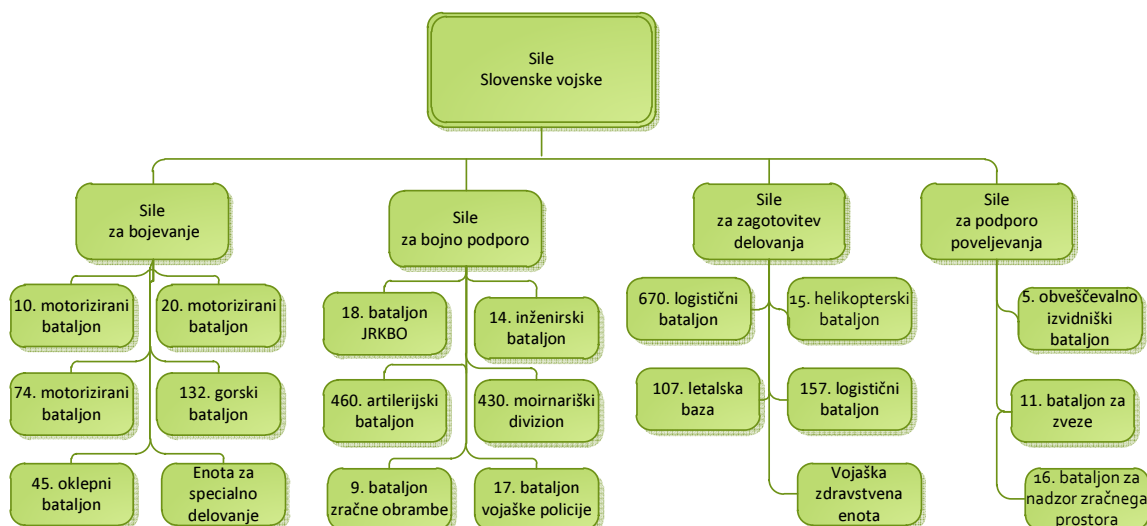 Sile
Slovenske vojske
Sile
za bojevanje
Sile
za bojno podporo
Sile
za zagotovitev
delovanja
Sile
za podporo
poveljevanja
10. motorizirani
bataljon
20. motorizirani
bataljon
74. motorizirani
bataljon
132. gorski
bataljon
45. oklepni
bataljon
Enota za
specialno
delovanje
18. bataljon
JRKBO
14. inženirski
bataljon
460. artilerijski
bataljon
430. moirnariški
divizion
9. bataljon
zračne obrambe
17. bataljon
vojaške policije
670. logistični
bataljon
15. helikopterski
bataljon
107. letalska
baza
157. logistični
bataljon
Vojaška
zdravstvena
enota
5. obveščevalno
izvidniški
bataljon
11. bataljon za
zveze
16. bataljon za
nadzor zračnega
prostora